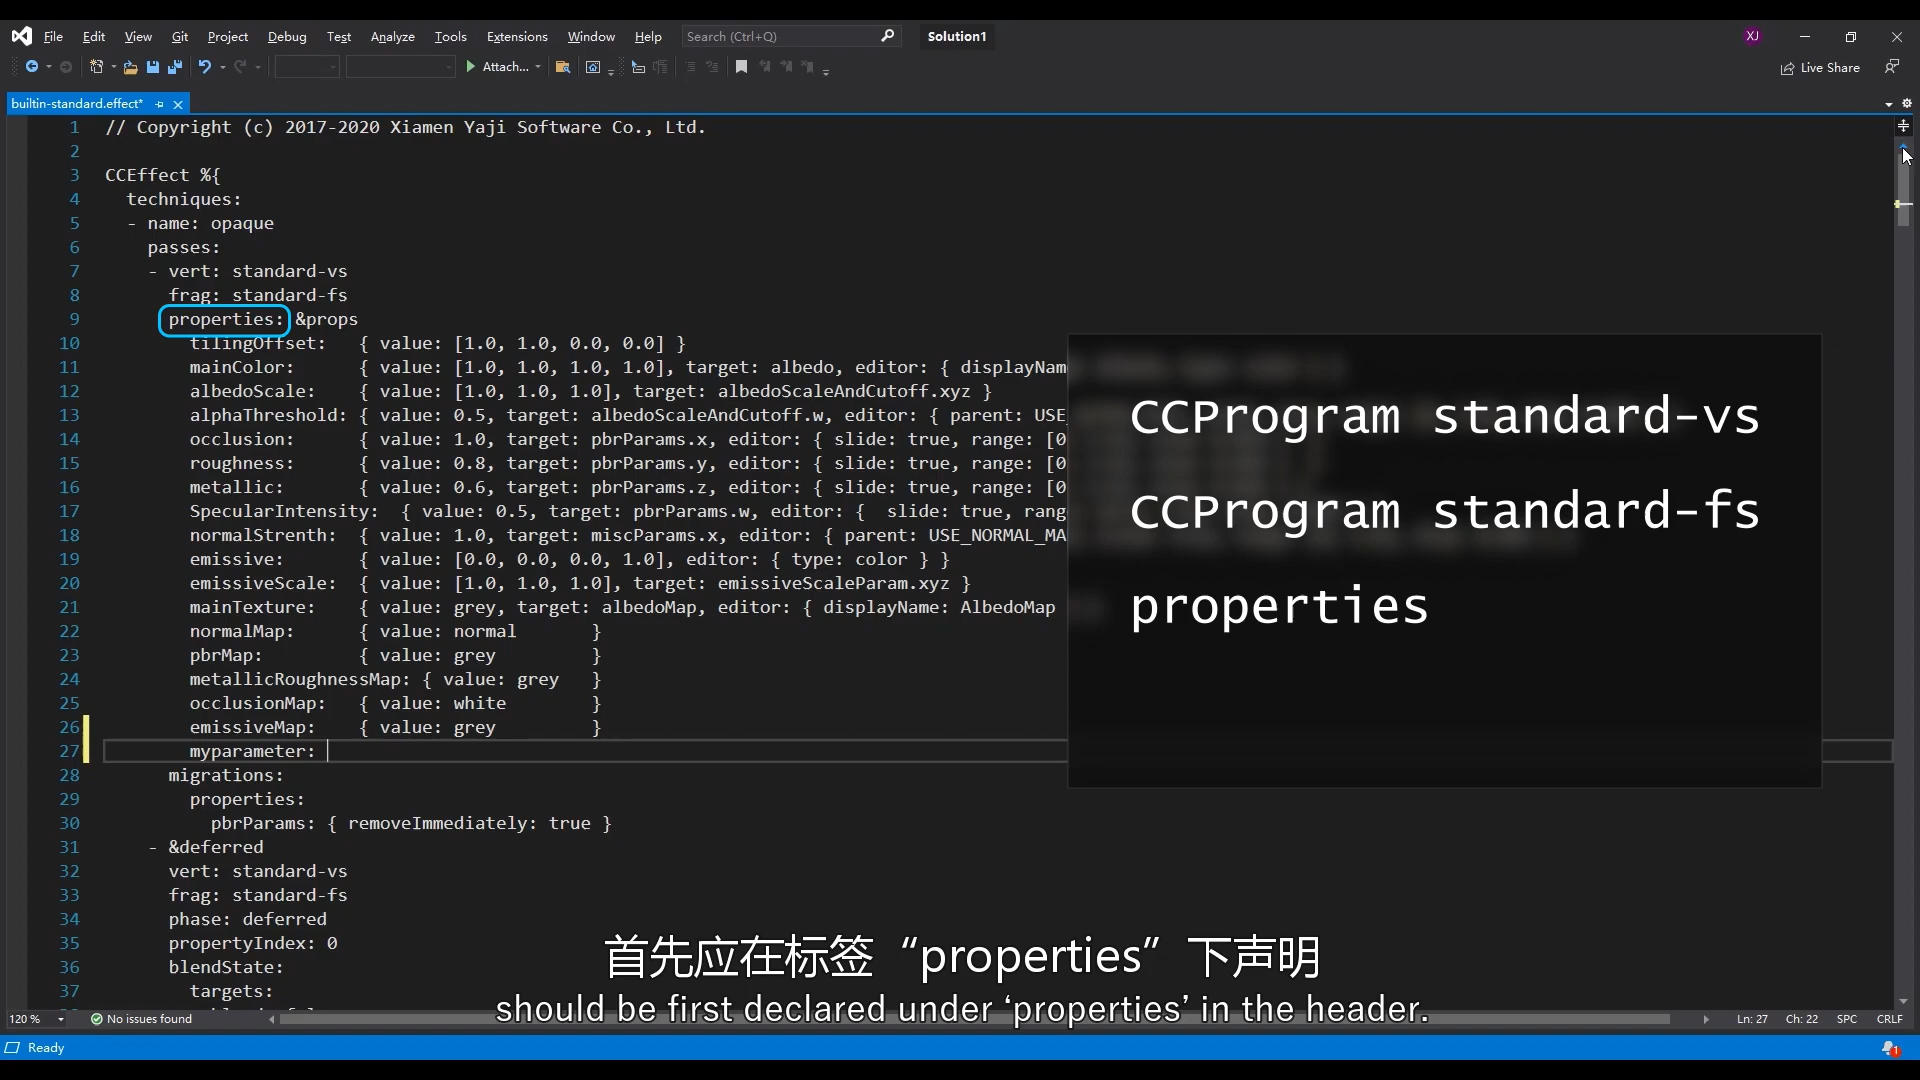 File Edit View Git Project Debug Test Analyze Tools Extensions Window Help Search (Ctrl+Q) Solution1 XJ
Attach... Live Share
builtin-standard.effect*
1 // Copyright (c) 2017-2020 Xiamen Yaji Software Co., Ltd.
2
3 CCEffect %{
4 techniques:
5 - name: opaque
6 passes:
7 - vert: standard-vs
8 frag: standard-fs
9 properties: &props
10 tilingOffset: { value: [1.0, 1.0, 0.0, 0.0] }
11 mainColor: { value: [1.0, 1.0, 1.0, 1.0], target: albedo, editor: { displayNam
12 albedoScale: { value: [1.0, 1.0, 1.0], target: albedoScaleAndCutoff.xyz }
13 alphaThreshold: { value: 0.5, target: albedoScaleAndCutoff.w, editor: { parent: USE_
14 occlusion: { value: 1.0, target: pbrParams.x, editor: { slide: true, range: [0
15 roughness: { value: 0.8, target: pbrParams.y, editor: { slide: true, range: [0
16 metallic: { value: 0.6, target: pbrParams.z, editor: { slide: true, range: [0
17 SpecularIntensity: { value: 0.5, target: pbrParams.w, editor: { slide: true, rang
18 normalStrenth: { value: 1.0, target: miscParams.x, editor: { parent: USE_NORMAL_MA
19 emissive: { value: [0.0, 0.0, 0.0, 1.0], editor: { type: color } }
20 emissiveScale: { value: [1.0, 1.0, 1.0], target: emissiveScaleParam.xyz }
21 mainTexture: { value: grey, target: albedoMap, editor: { displayName: AlbedoMap
22 normalMap: { value: normal }
23 pbrMap: { value: grey }
24 metallicRoughnessMap: { value: grey }
25 occlusionMap: { value: white }
26 emissiveMap: { value: grey }
27 myparameter:
28 migrations:
29 properties:
30 pbrParams: { removeImmediately: true }
31 - &deferred
32 vert: standard-vs
33 frag: standard-fs
34 phase: deferred
35 propertyIndex: 0
36 blendState:
37 targets:
CCProgram standard-vs
CCProgram standard-fs
properties
首先应在标签“properties”下声明
should be first declared under ‘properties’ in the header.
120 % No issues found Ln: 27 Ch: 22 SPC CRLF
Ready 1